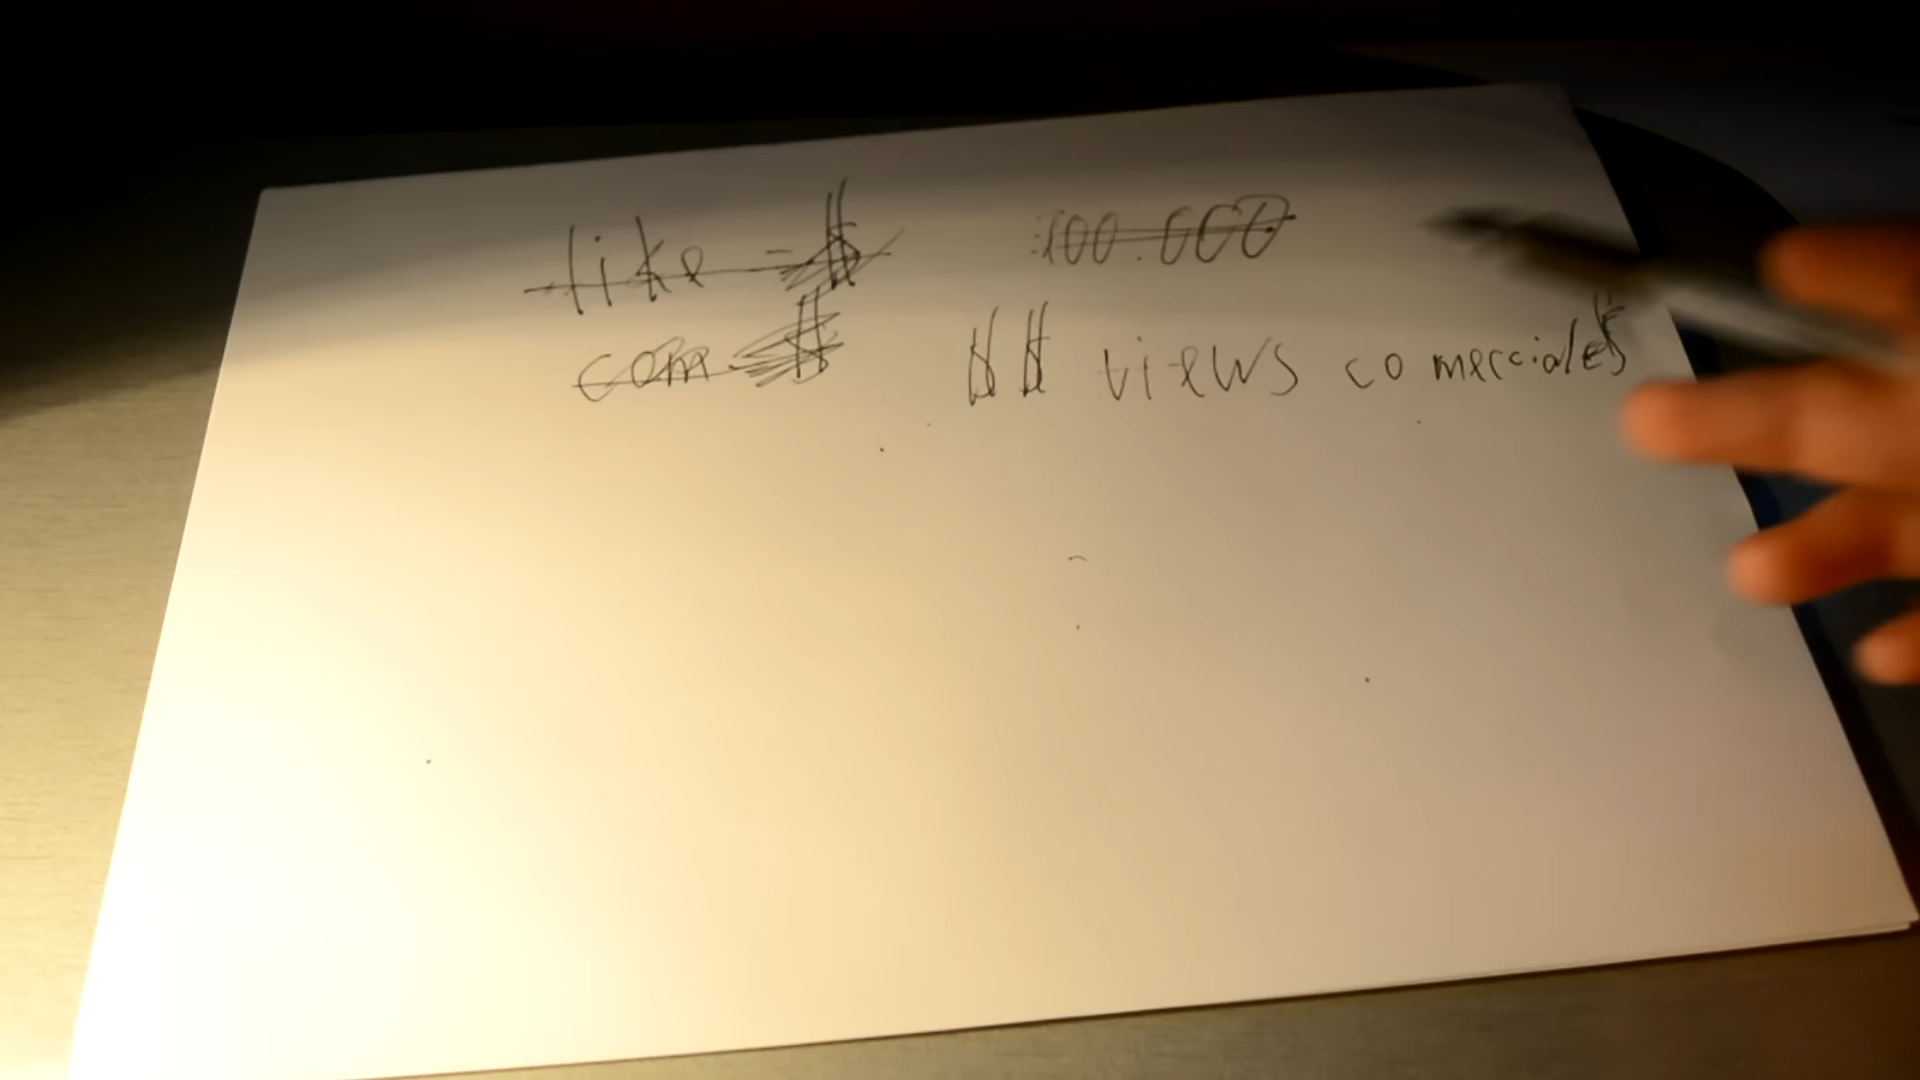 like = $ 100.000
com = $ $$ views comerciales